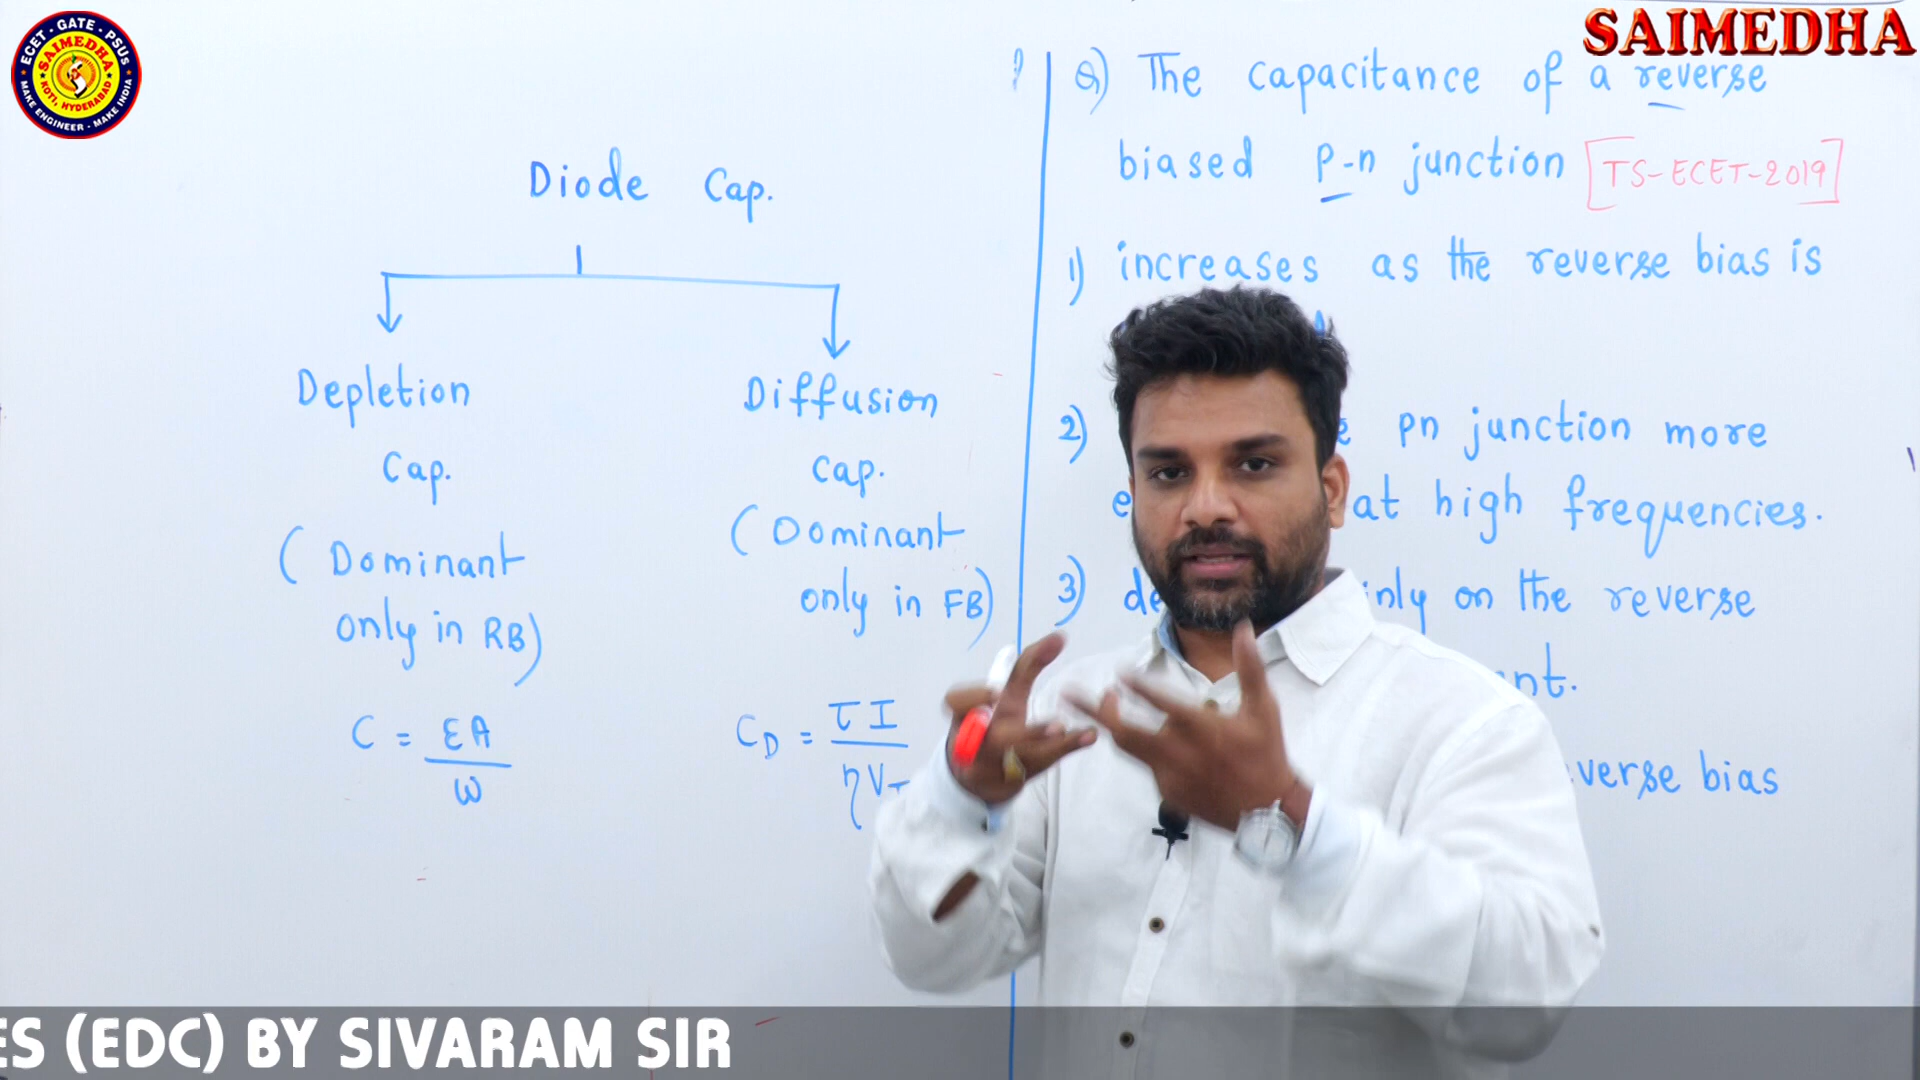 ECET - GATE - PSUs
SAIMEDHA
KOTI, HYDERABAD
MAKE ENGINEER - MAKE INDIA
SAIMEDHA
Diode Cap.
Depletion
Cap.
(Dominant
only in RB)
C = εA
W
Diffusion
Cap.
(Dominant
only in FB)
CD = τI
ηVT
Q) The capacitance of a reverse
biased P-n junction [TS-ECET-2019]
1) increases as the reverse bias is
2) pn junction more
at high frequencies.
3) on the reverse
reverse bias
ES (EDC) BY SIVARAM SIR